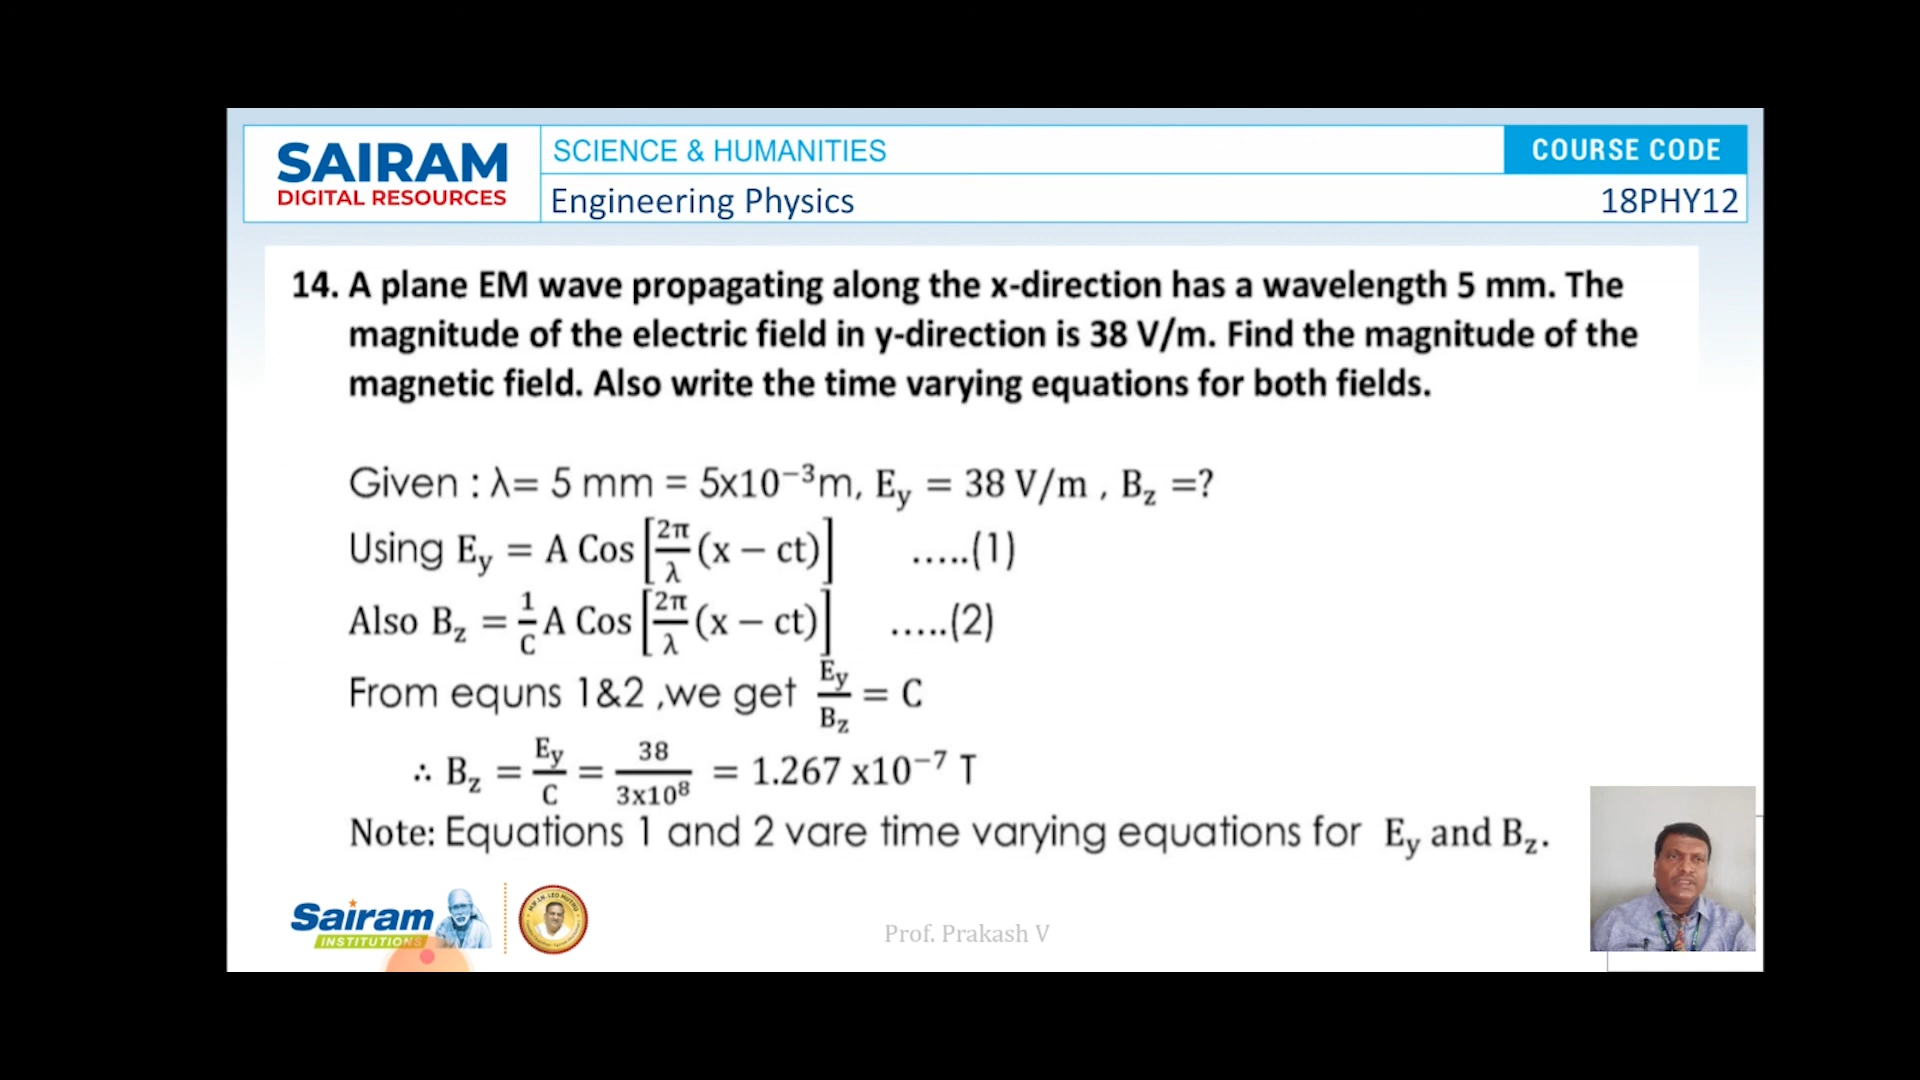 SAIRAM
DIGITAL RESOURCES
SCIENCE & HUMANITIES
COURSE CODE
Engineering Physics
18PHY12
14. A plane EM wave propagating along the x-direction has a wavelength 5 mm. The
magnitude of the electric field in y-direction is 38 V/m. Find the magnitude of the
magnetic field. Also write the time varying equations for both fields.
Given : λ= 5 mm = 5x10⁻³m, E_y = 38 V/m , B_z =?
Using E_y = A Cos [2π/λ (x − ct)] .....(1)
Also B_z = 1/C A Cos [2π/λ (x − ct)] .....(2)
From equns 1&2 ,we get E_y/B_z = C
∴ B_z = E_y/C = 38/3x10⁸ = 1.267 x10⁻⁷ T
Note: Equations 1 and 2 vare time varying equations for E_y and B_z.
Sairam
INSTITUTIONS
Prof. Prakash V